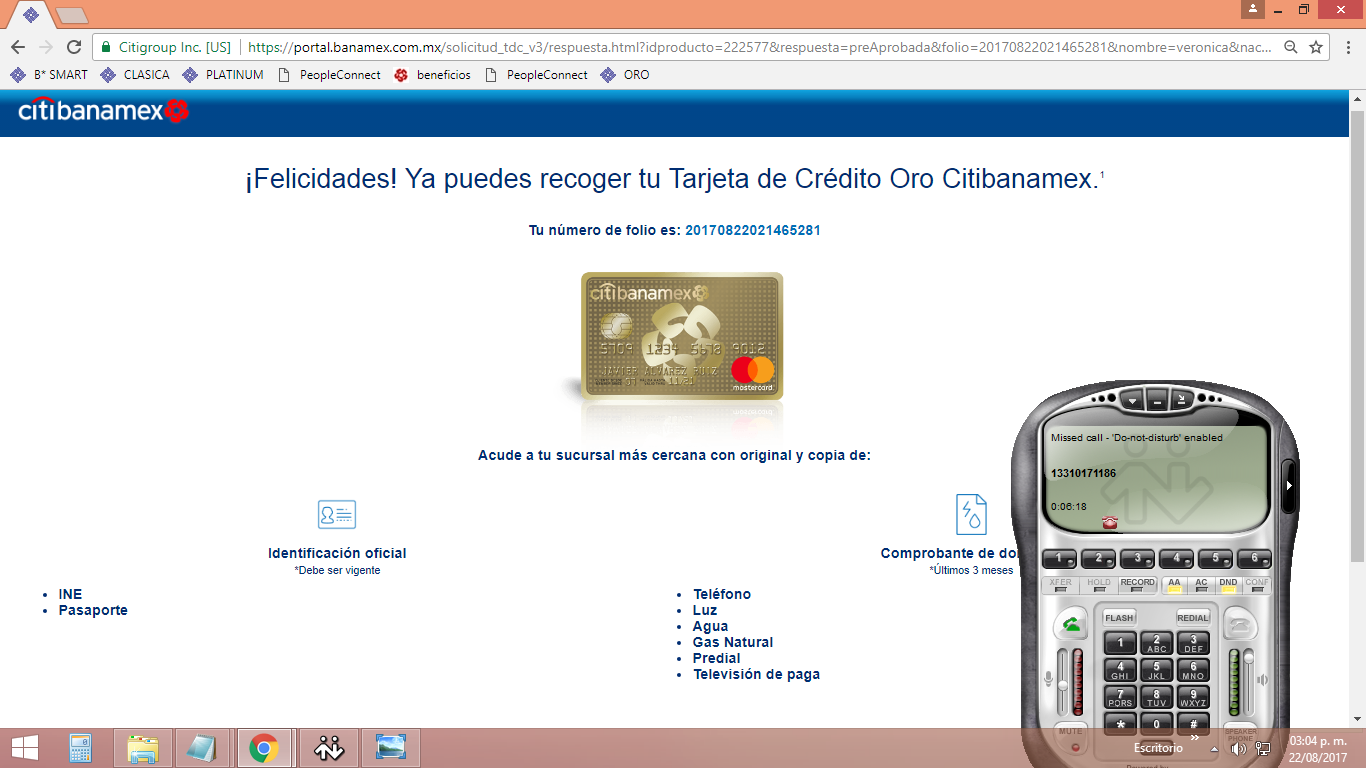 Citigroup Inc. [US]
https://portal.banamex.com.mx/solicitud_tdc_v3/respuesta.html?idproducto=222577&respuesta=preAprobada&folio=20170822021465281&nombre=veronica&nac...
B* SMART
CLASICA
PLATINUM
PeopleConnect
beneficios
PeopleConnect
ORO
citibanamex
¡Felicidades! Ya puedes recoger tu Tarjeta de Crédito Oro Citibanamex.¹
Tu número de folio es: 20170822021465281
citibanamex
5709 1234 5678 9012
JAVIER ALVAREZ RUIZ
07 11/21
mastercard
Acude a tu sucursal más cercana con original y copia de:
Identificación oficial
*Debe ser vigente
• INE
• Pasaporte
Comprobante de do
*Últimos 3 meses
• Teléfono
• Luz
• Agua
• Gas Natural
• Predial
• Televisión de paga
Missed call - 'Do-not-disturb' enabled
13310171186
0:06:18
1 2 3 4 5 6
XFER HOLD RECORD AA AC DND CONF
FLASH REDIAL
1 2 ABC 3 DEF
4 GHI 5 JKL 6 MNO
7 PQRS 8 TUV 9 WXYZ
* 0 #
MUTE
SPEAKER PHONE
Powered by
Escritorio
»
03:04 p. m.
22/08/2017